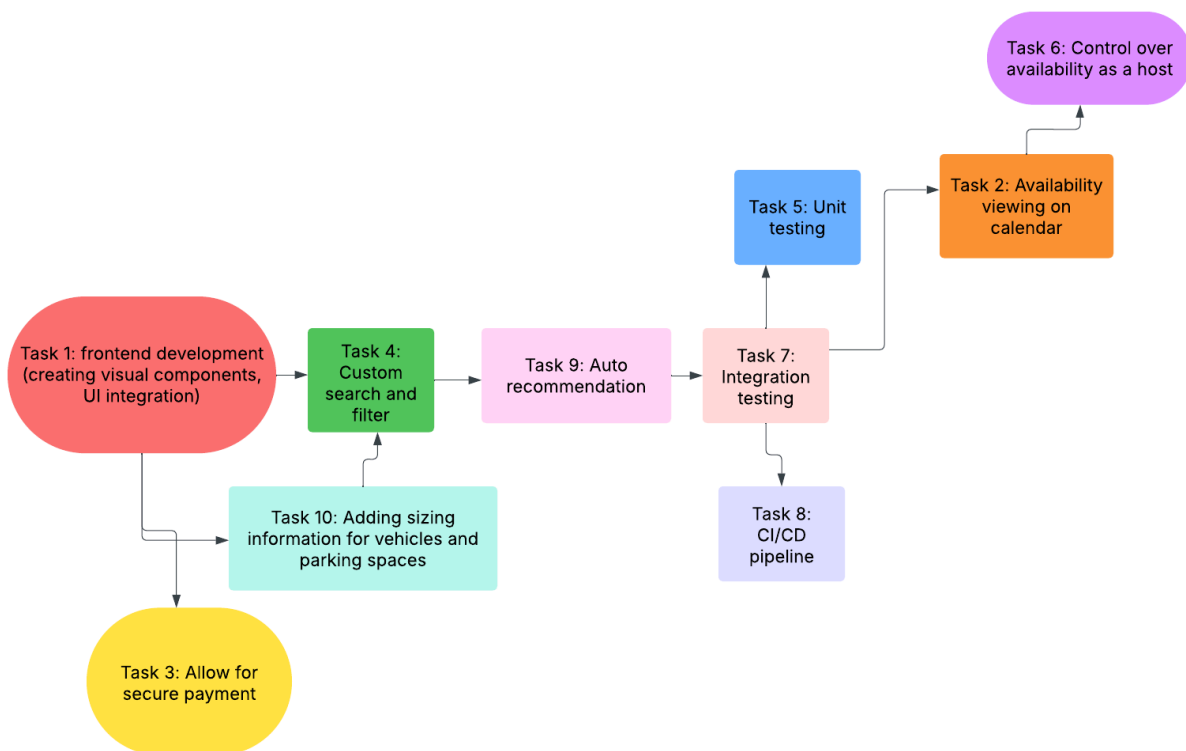 Task 6: Control over
availability as a host
Task 2: Availability
viewing on
calendar
Task 5: Unit
testing
Task 1: frontend development
(creating visual components,
UI integration)
Task 4:
Custom
search and
filter
Task 9: Auto
recommendation
Task 7:
Integration
testing
Task 10: Adding sizing
information for vehicles and
parking spaces
Task 8:
CI/CD
pipeline
Task 3: Allow for
secure payment